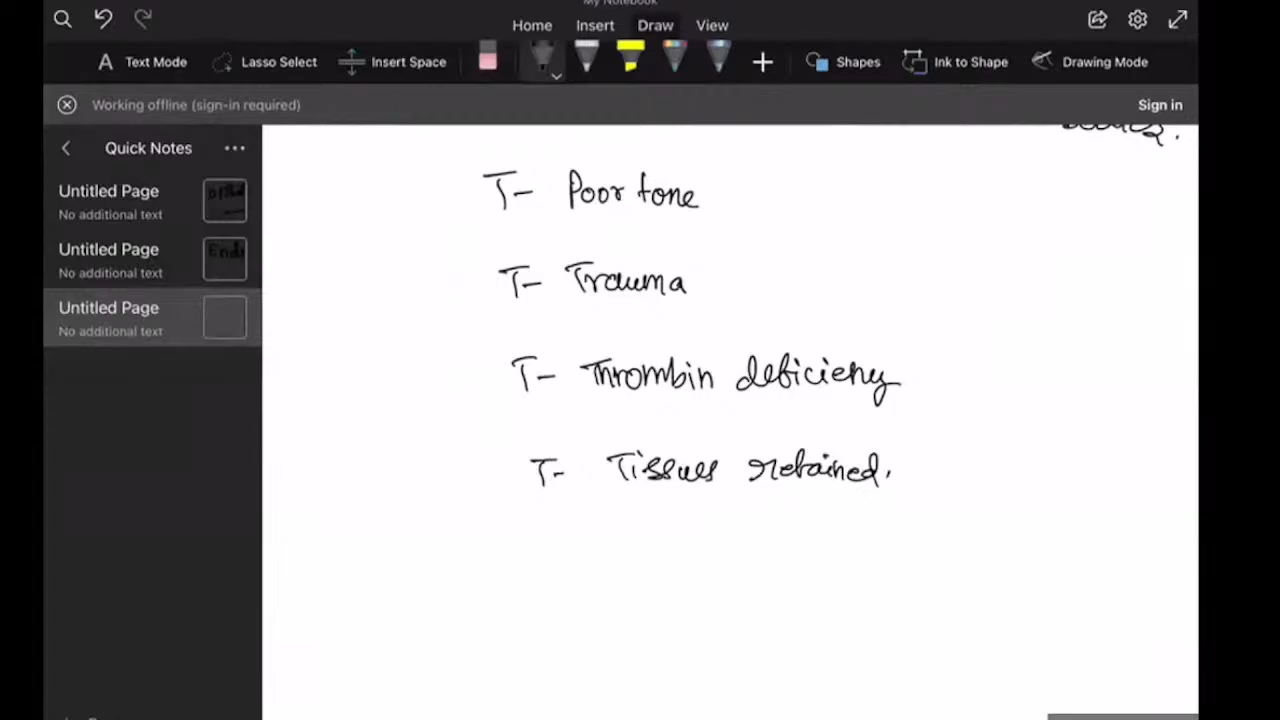 My Notebook
Home Insert Draw View
A Text Mode Lasso Select Insert Space Shapes Ink to Shape Drawing Mode
Working offline (sign-in required) Sign in
Quick Notes
Untitled Page
No additional text
Untitled Page
No additional text
Untitled Page
No additional text
T- Poor tone
T- Trauma
T- Thrombin deficiency
T- Tissues retained.